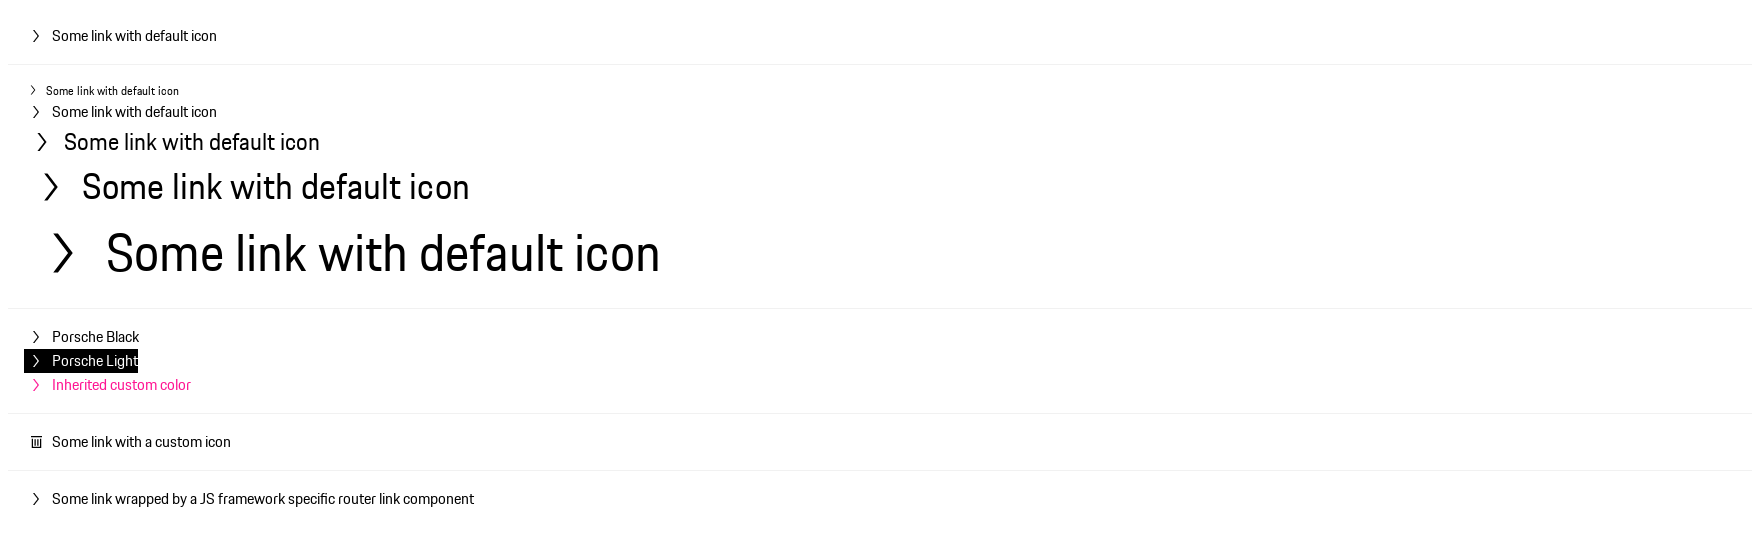 Some link with default icon
Some link with default icon
Some link with default icon
Some link with default icon
Some link with default icon
Some link with default icon
Porsche Black
Porsche Light
Inherited custom color
Some link with a custom icon
Some link wrapped by a JS framework specific router link component